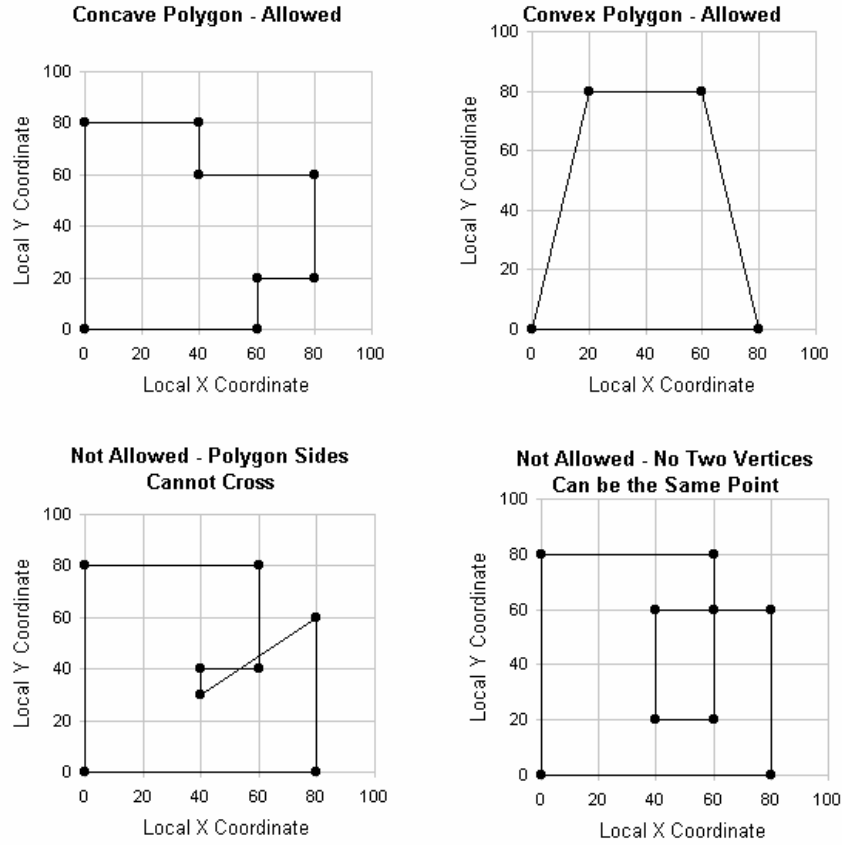 Concave Polygon - Allowed
100
80
60
40
20
0
Local Y Coordinate
0 20 40 60 80 100
Local X Coordinate
Convex Polygon - Allowed
100
80
60
40
20
0
Local Y Coordinate
0 20 40 60 80 100
Local X Coordinate
Not Allowed - Polygon Sides
Cannot Cross
100
80
60
40
20
0
Local Y Coordinate
0 20 40 60 80 100
Local X Coordinate
Not Allowed - No Two Vertices
Can be the Same Point
100
80
60
40
20
0
Local Y Coordinate
0 20 40 60 80 100
Local X Coordinate